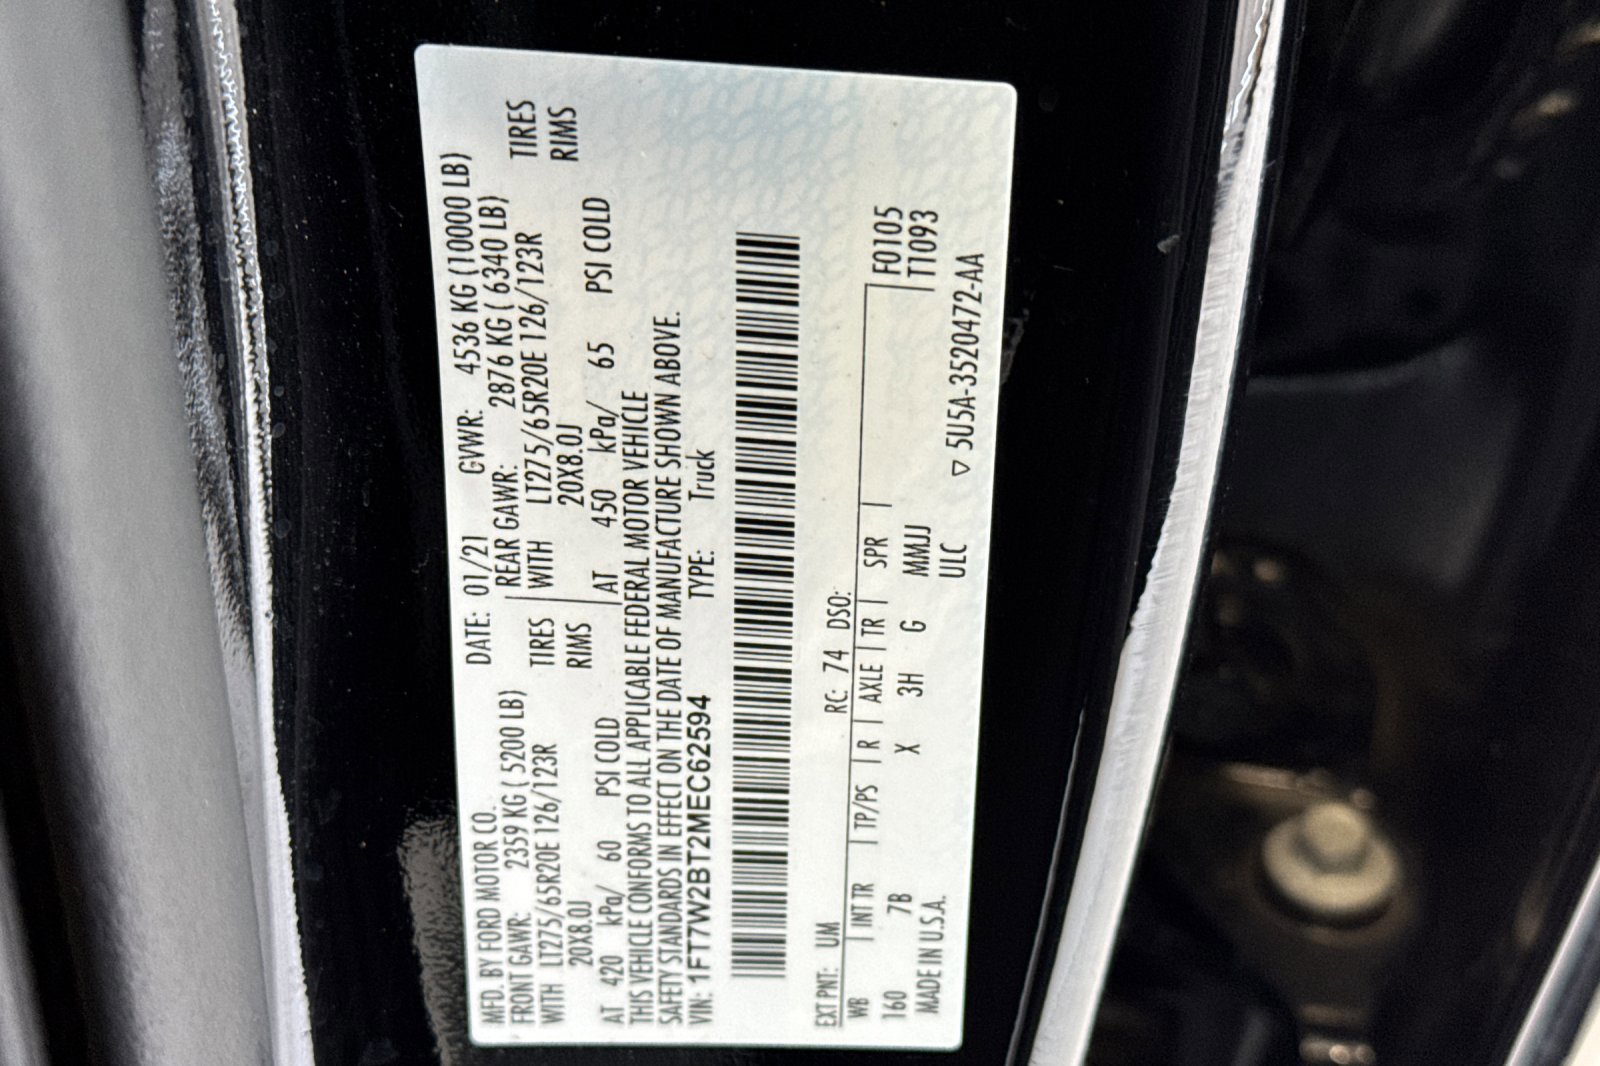 MFD. BY FORD MOTOR CO. DATE: 01/21 GVWR: 4536 KG (10000 LB)
FRONT GAWR: 2359 KG ( 5200 LB) REAR GAWR: 2876 KG ( 6340 LB)
WITH LT275/65R20E 126/123R TIRES WITH LT275/65R20E 126/123R TIRES
20X8.0J RIMS 20X8.0J RIMS
AT 420 kPa/ 60 PSI COLD AT 450 kPa/ 65 PSI COLD
THIS VEHICLE CONFORMS TO ALL APPLICABLE FEDERAL MOTOR VEHICLE
SAFETY STANDARDS IN EFFECT ON THE DATE OF MANUFACTURE SHOWN ABOVE.
VIN: 1FT7W2BT2MEC62594 TYPE: Truck
EXT PNT: UM RC: 74 DSO:
WB INT TR TP/PS R AXLE TR SPR F0105
160 7B X 3H G MMJJ T1093
MADE IN U.S.A. ULC ▽ 5U5A-3520472-AA